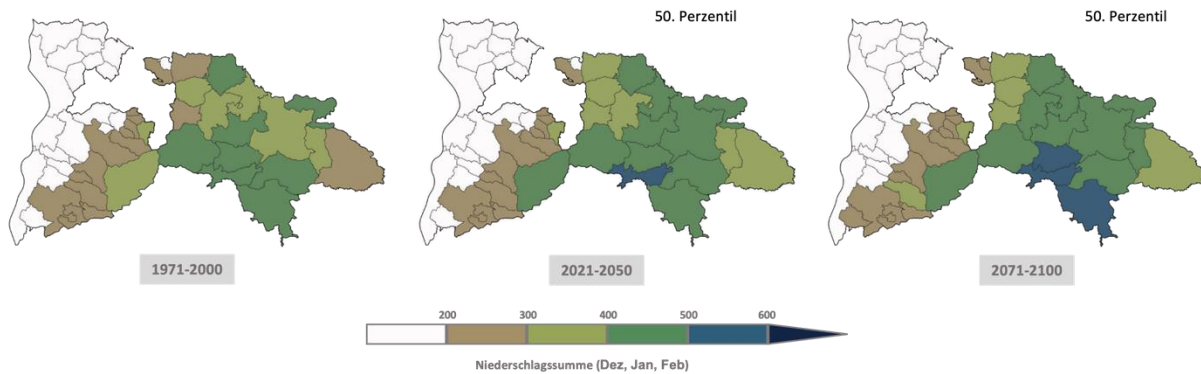 50. Perzentil
50. Perzentil
1971-2000
2021-2050
2071-2100
200 300 400 500 600
Niederschlagssumme (Dez, Jan, Feb)